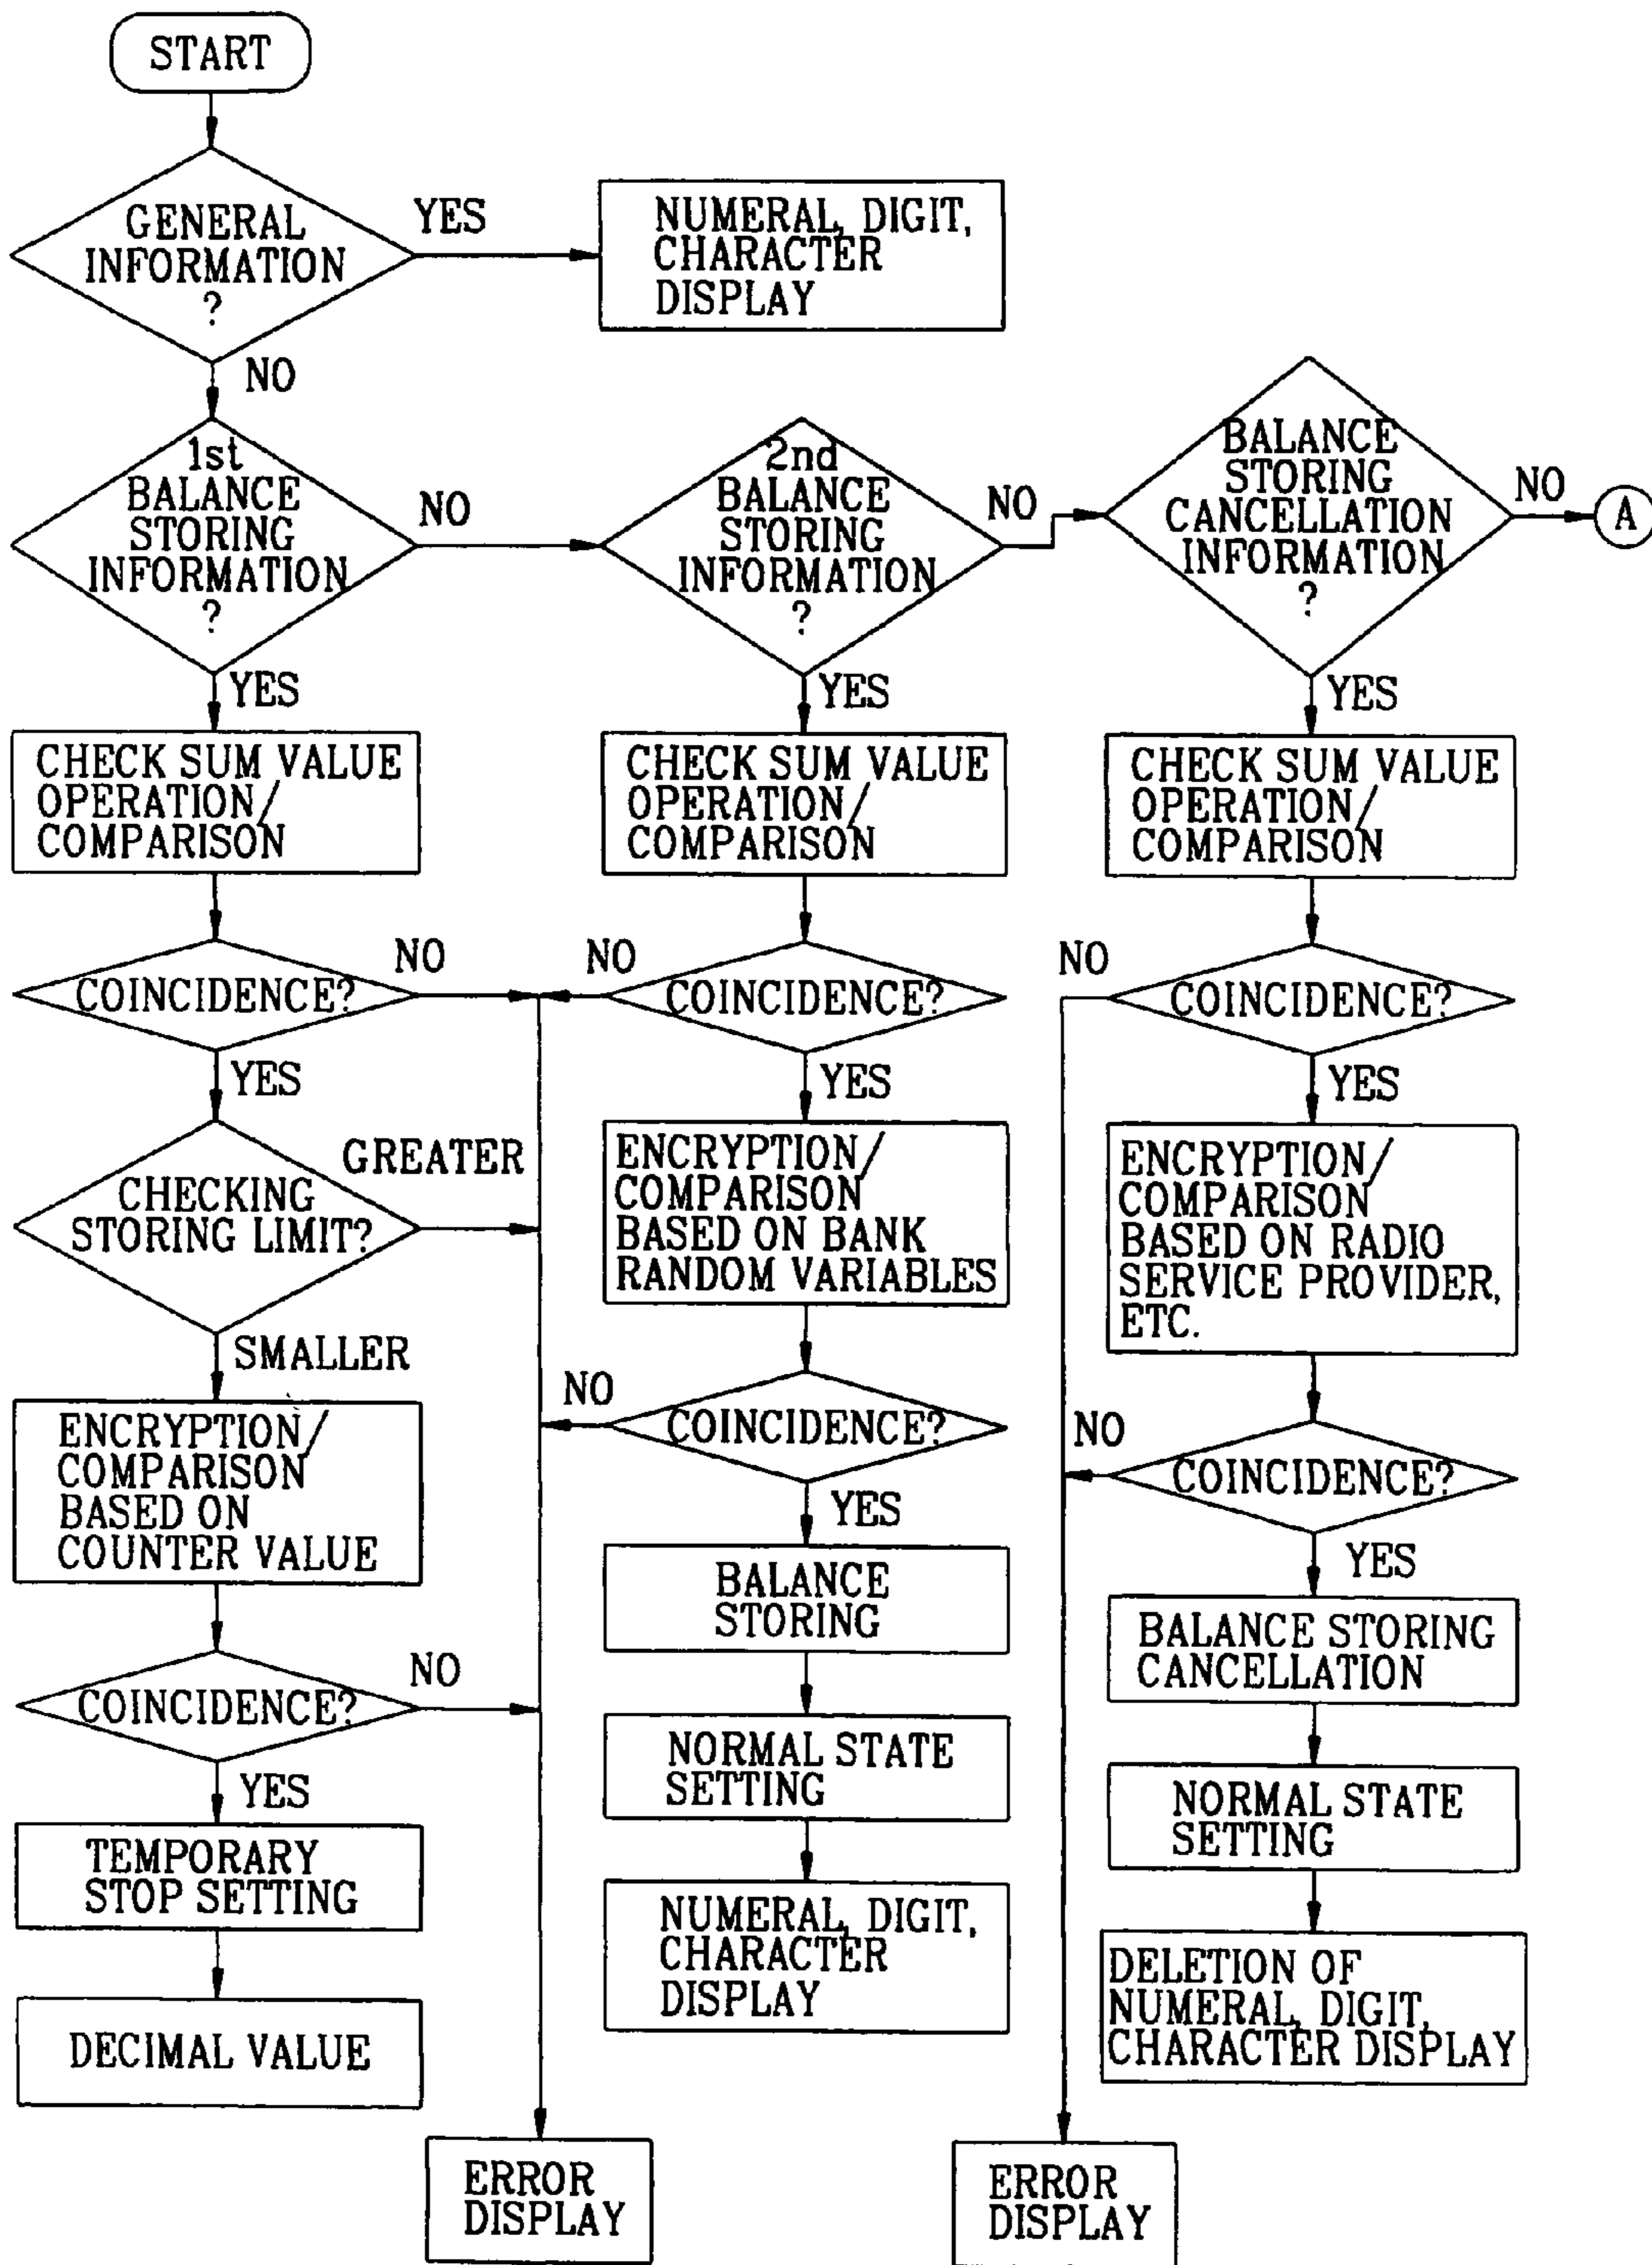 START
GENERAL
INFORMATION
?
YES
NUMERAL, DIGIT,
CHARACTER
DISPLAY
NO
1st
BALANCE
STORING
INFORMATION
?
NO
2nd
BALANCE
STORING
INFORMATION
?
NO
BALANCE
STORING
CANCELLATION
INFORMATION
?
NO
A
YES
YES
YES
CHECK SUM VALUE
OPERATION/
COMPARISON
CHECK SUM VALUE
OPERATION/
COMPARISON
CHECK SUM VALUE
OPERATION/
COMPARISON
COINCIDENCE?
NO
NO
COINCIDENCE?
NO
COINCIDENCE?
YES
YES
YES
CHECKING
STORING LIMIT?
GREATER
ENCRYPTION/
COMPARISON
BASED ON BANK
RANDOM VARIABLES
ENCRYPTION/
COMPARISON
BASED ON RADIO
SERVICE PROVIDER,
ETC.
SMALLER
ENCRYPTION/
COMPARISON
BASED ON
COUNTER VALUE
NO
COINCIDENCE?
NO
COINCIDENCE?
YES
YES
BALANCE
STORING
BALANCE STORING
CANCELLATION
COINCIDENCE?
NO
NORMAL STATE
SETTING
NORMAL STATE
SETTING
YES
TEMPORARY
STOP SETTING
NUMERAL, DIGIT,
CHARACTER
DISPLAY
DELETION OF
NUMERAL, DIGIT,
CHARACTER DISPLAY
DECIMAL VALUE
ERROR
DISPLAY
ERROR
DISPLAY